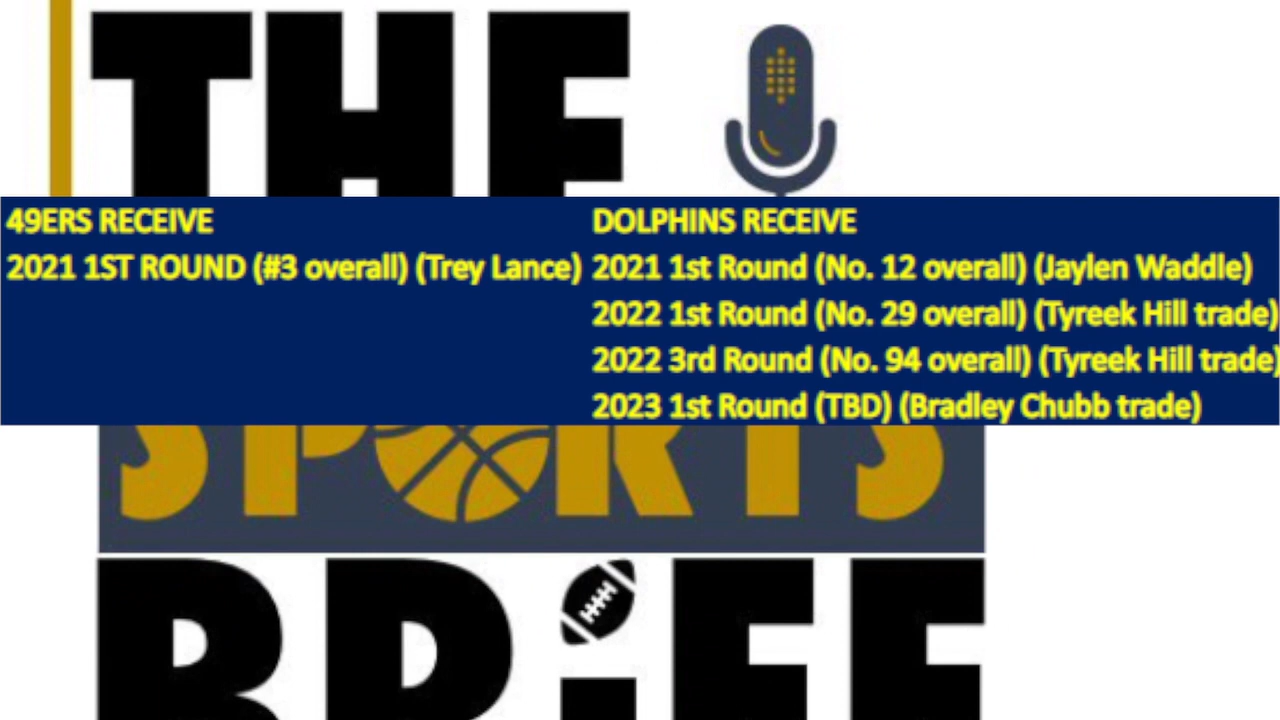 THE
49ERS RECEIVE
2021 1ST ROUND (#3 overall) (Trey Lance)
DOLPHINS RECEIVE
2021 1st Round (No. 12 overall) (Jaylen Waddle)
2022 1st Round (No. 29 overall) (Tyreek Hill trade)
2022 3rd Round (No. 94 overall) (Tyreek Hill trade)
2023 1st Round (TBD) (Bradley Chubb trade)
SPORTS
BRiEF